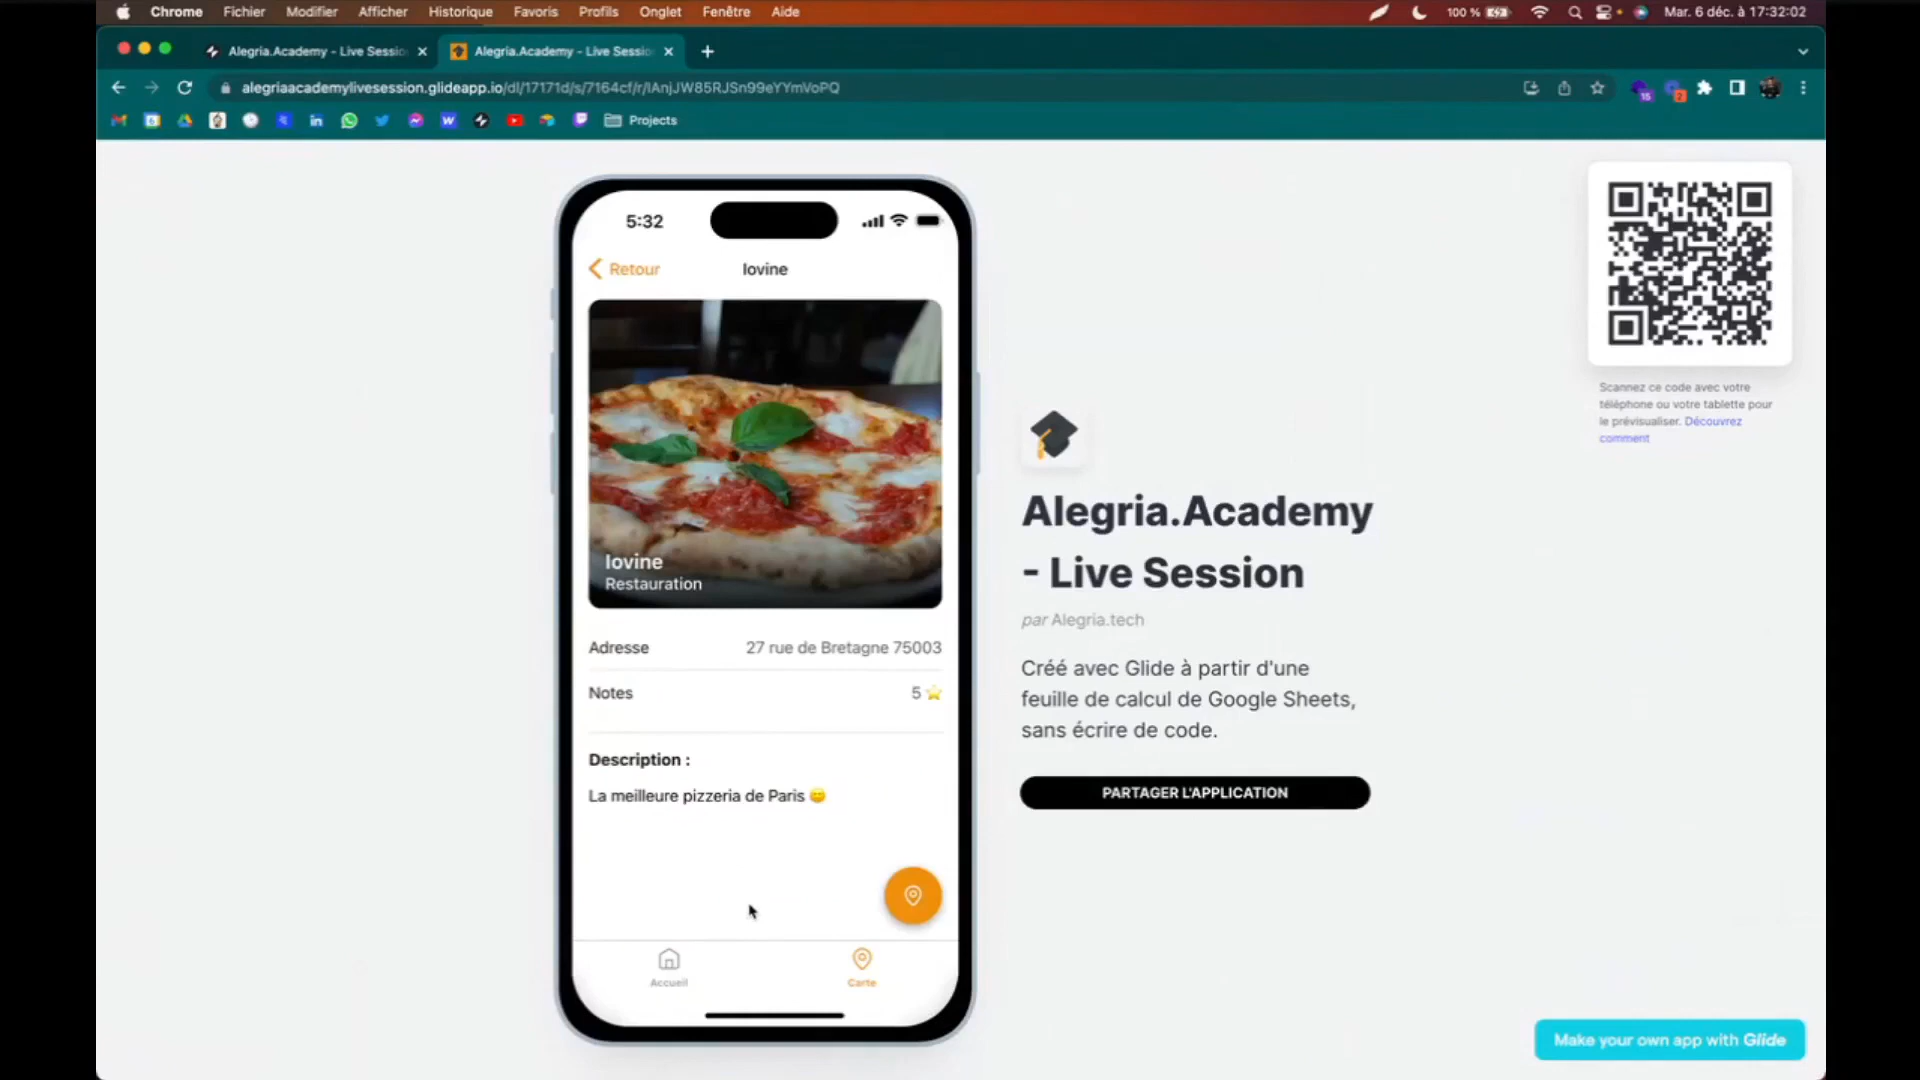 Chrome Fichier Modifier Afficher Historique Favoris Profils Onglet Fenêtre Aide 100 % Mar. 6 déc. à 17:32:02
Alegria.Academy - Live Sessio Alegria.Academy - Live Sessio
alegriaacademylivesession.glideapp.io/dl/17171d/s/7164cf/r/IAnjJW85RJSn99eYYmVoPQ
15
2
Projects
5:32
Retour Iovine
Iovine
Restauration
Adresse 27 rue de Bretagne 75003
Notes 5 ⭐
Description :
La meilleure pizzeria de Paris 😊
Accueil Carte
Alegria.Academy
- Live Session
par Alegria.tech
Créé avec Glide à partir d'une
feuille de calcul de Google Sheets,
sans écrire de code.
PARTAGER L'APPLICATION
Scannez ce code avec votre
téléphone ou votre tablette pour
le prévisualiser. Découvrez
comment
Make your own app with Glide